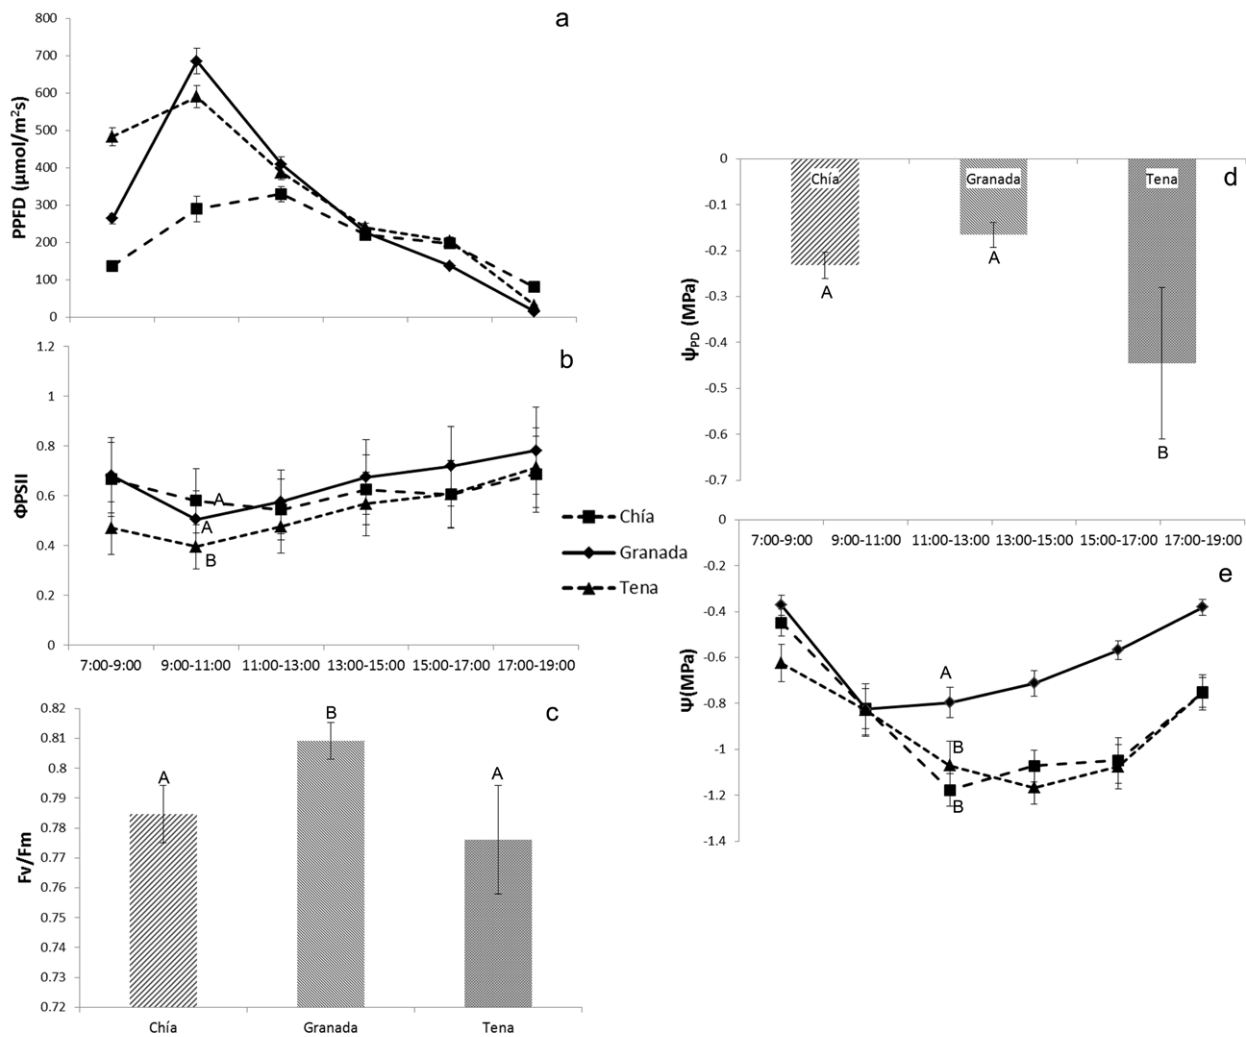 a
800
700
600
500
400
300
200
100
0
PPFD (µmol/m²s)
b
1.2
1
0.8
0.6
0.4
0.2
0
ΦPSII
A
A
B
7:00-9:00 9:00-11:00 11:00-13:00 13:00-15:00 15:00-17:00 17:00-19:00
Chía
Granada
Tena
c
0.82
0.81
0.8
0.79
0.78
0.77
0.76
0.75
0.74
0.73
0.72
Fv/Fm
A
B
A
Chía Granada Tena
d
0
-0.1
-0.2
-0.3
-0.4
-0.5
-0.6
-0.7
ΨPD (MPa)
Chía Granada Tena
A
A
B
e
0
-0.2
-0.4
-0.6
-0.8
-1
-1.2
-1.4
Ψ(MPa)
7:00-9:00 9:00-11:00 11:00-13:00 13:00-15:00 15:00-17:00 17:00-19:00
A
B
B